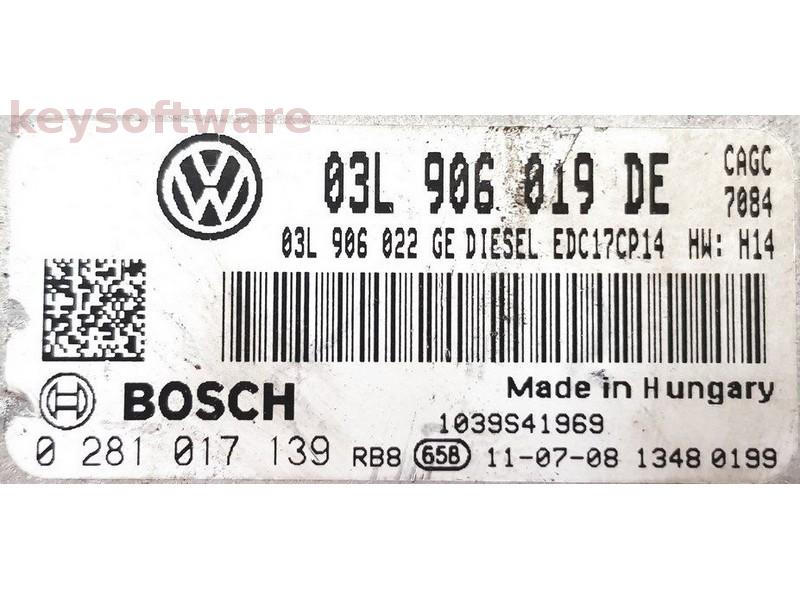 keysoftware
03L 906 019 DE CAGC
7084
03L 906 022 GE DIESEL EDC17CP14 HW: H14
BOSCH
Made in Hungary
1039S41969
0 281 017 139 RB8 65B 11-07-08 1348 0199